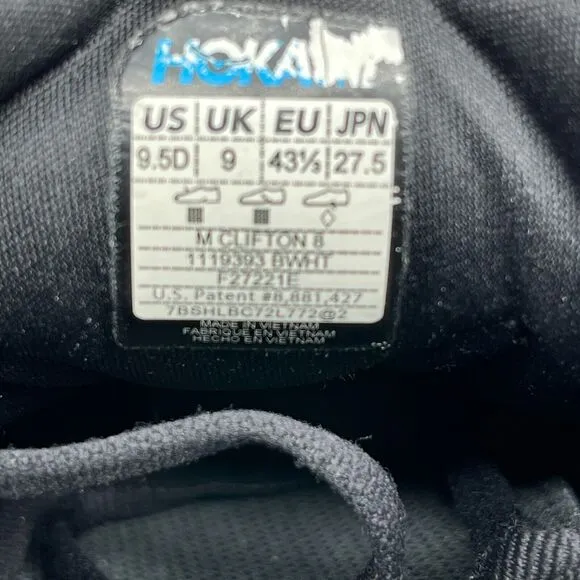 HOKA
US UK EU JPN
9.5D 9 43⅓ 27.5
M CLIFTON 8
1119393 BWHT
F27221E
U.S. Patent #8,881,427
7BSHLBC72L772@2
MADE IN VIETNAM
FABRIQUE EN VIETNAM
HECHO EN VIETNAM